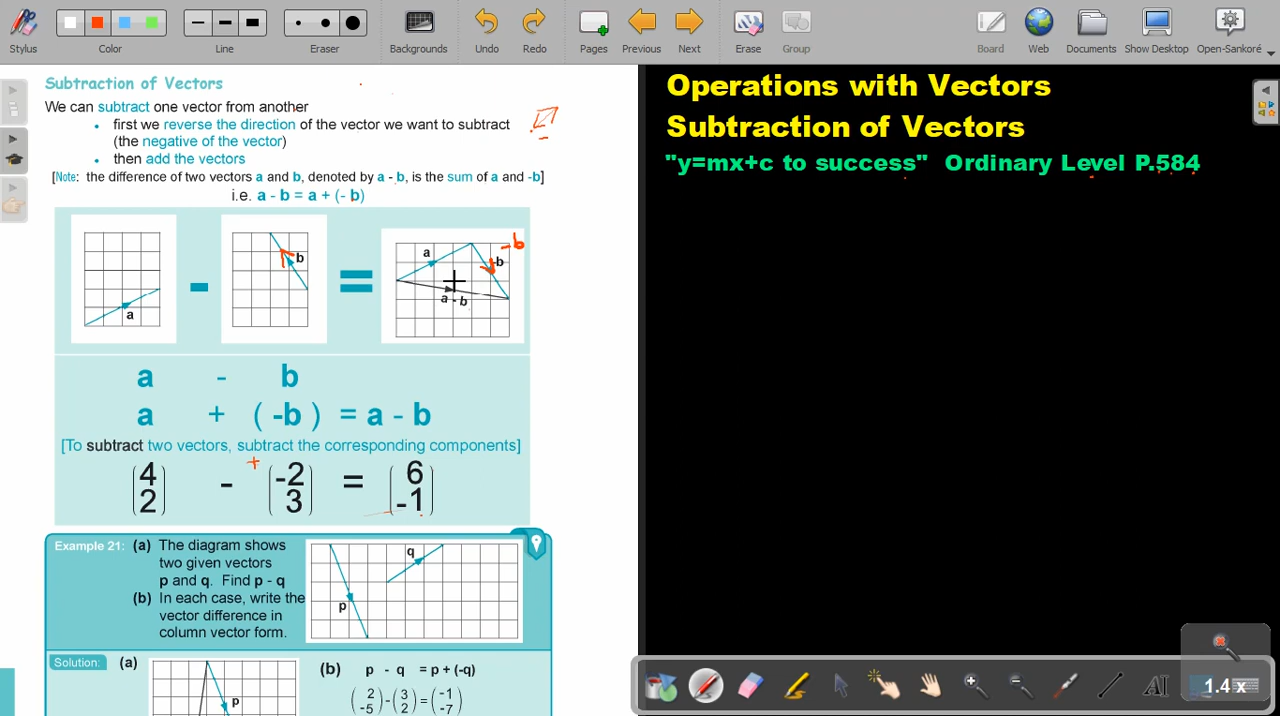 Stylus
Color
Line
Eraser
Backgrounds
Undo
Redo
Pages
Previous
Next
Erase
Group
Board
Web
Documents
Show Desktop
Open-Sankoré
Subtraction of Vectors
We can subtract one vector from another
• first we reverse the direction of the vector we want to subtract
(the negative of the vector)
• then add the vectors
[Note: the difference of two vectors a and b, denoted by a - b, is the sum of a and -b]
i.e. a - b = a + (- b)
a
-
b
=
a
-b
-b
a - b
a - b
a + ( -b ) = a - b
[To subtract two vectors, subtract the corresponding components]
4 - + -2 = 6
2 3 -1
Example 21: (a) The diagram shows
two given vectors
p and q. Find p - q
(b) In each case, write the
vector difference in
column vector form.
p
q
Solution: (a)
p
(b) p - q = p + (-q)
(2 -5) - (3 2) = (-1 -7)
Operations with Vectors
Subtraction of Vectors
"y=mx+c to success" Ordinary Level P.584
1.4 x